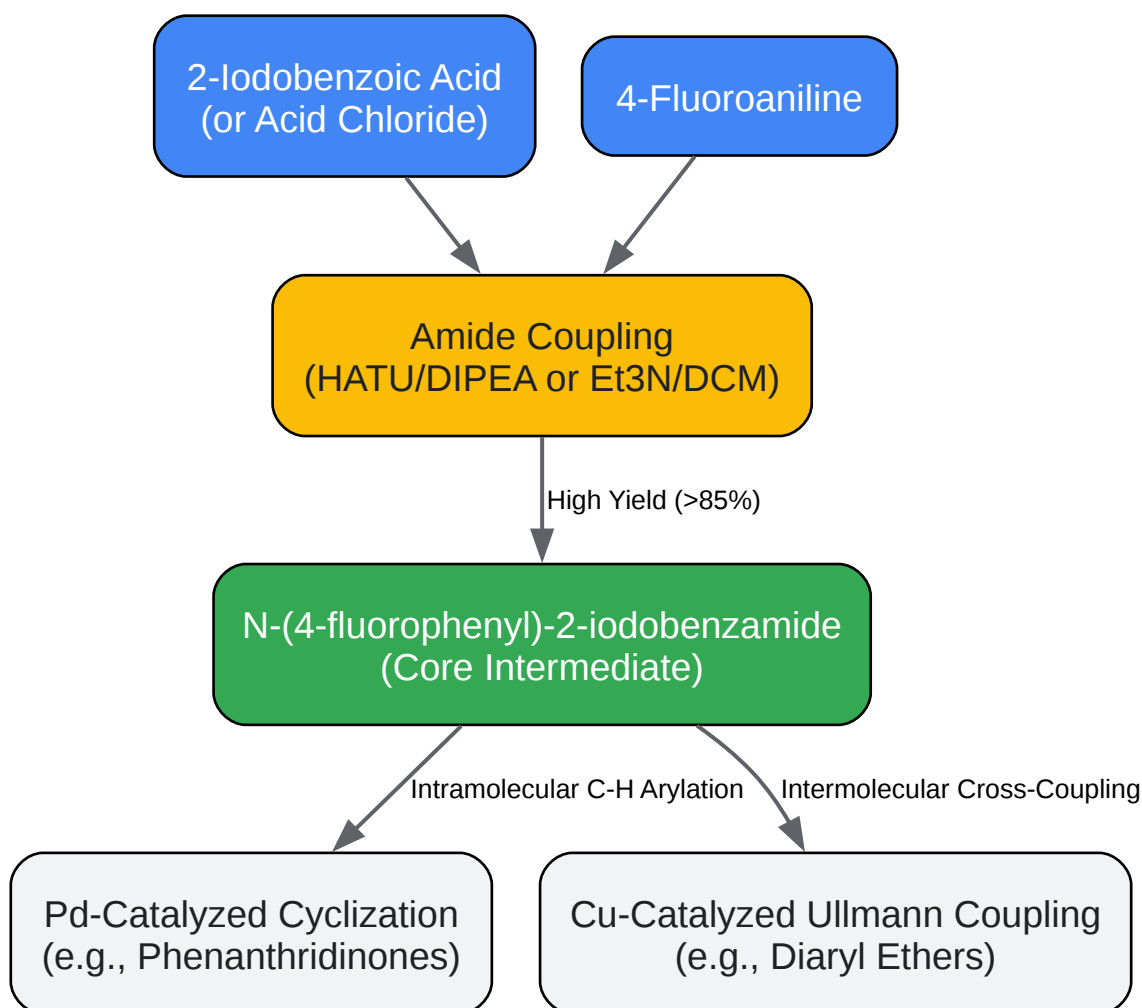 2-Iodobenzoic Acid
(or Acid Chloride)
4-Fluoroaniline
Amide Coupling
(HATU/DIPEA or Et3N/DCM)
High Yield (>85%)
N-(4-fluorophenyl)-2-iodobenzamide
(Core Intermediate)
Intramolecular C-H Arylation
Intermolecular Cross-Coupling
Pd-Catalyzed Cyclization
(e.g., Phenanthridinones)
Cu-Catalyzed Ullmann Coupling
(e.g., Diaryl Ethers)